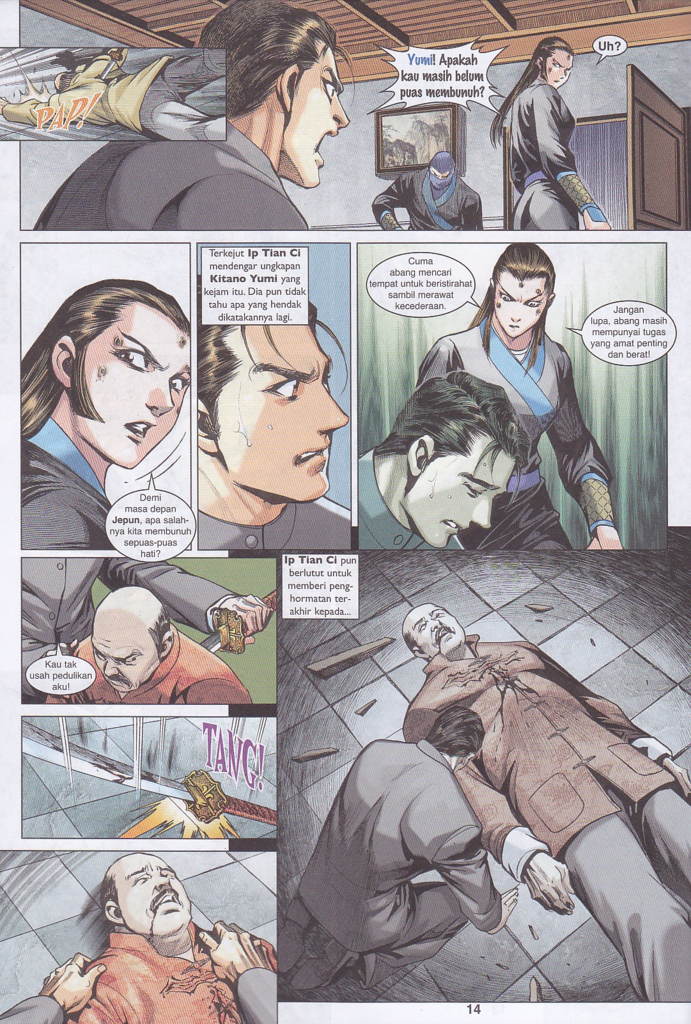 PAP!
Yumi! Apakah
kau masih belum
puas membunuh?
Uh?
Demi
masa depan
Jepun, apa salah-
nya kita membunuh
sepuas-puas
hati?
Terkejut Ip Tian Ci
mendengar ungkapan
Kitano Yumi yang
kejam itu. Dia pun tidak
tahu apa yang hendak
dikatakannya lagi.
Cuma
abang mencari
tempat untuk beristirahat
sambil merawat
kecederaan.
Jangan
lupa, abang masih
mempunyai tugas
yang amat penting
dan berat!
Kau tak
usah pedulikan
aku!
TANG!
Ip Tian Ci pun
berlutut untuk
memberi peng-
hormatan ter-
akhir kepada...
14